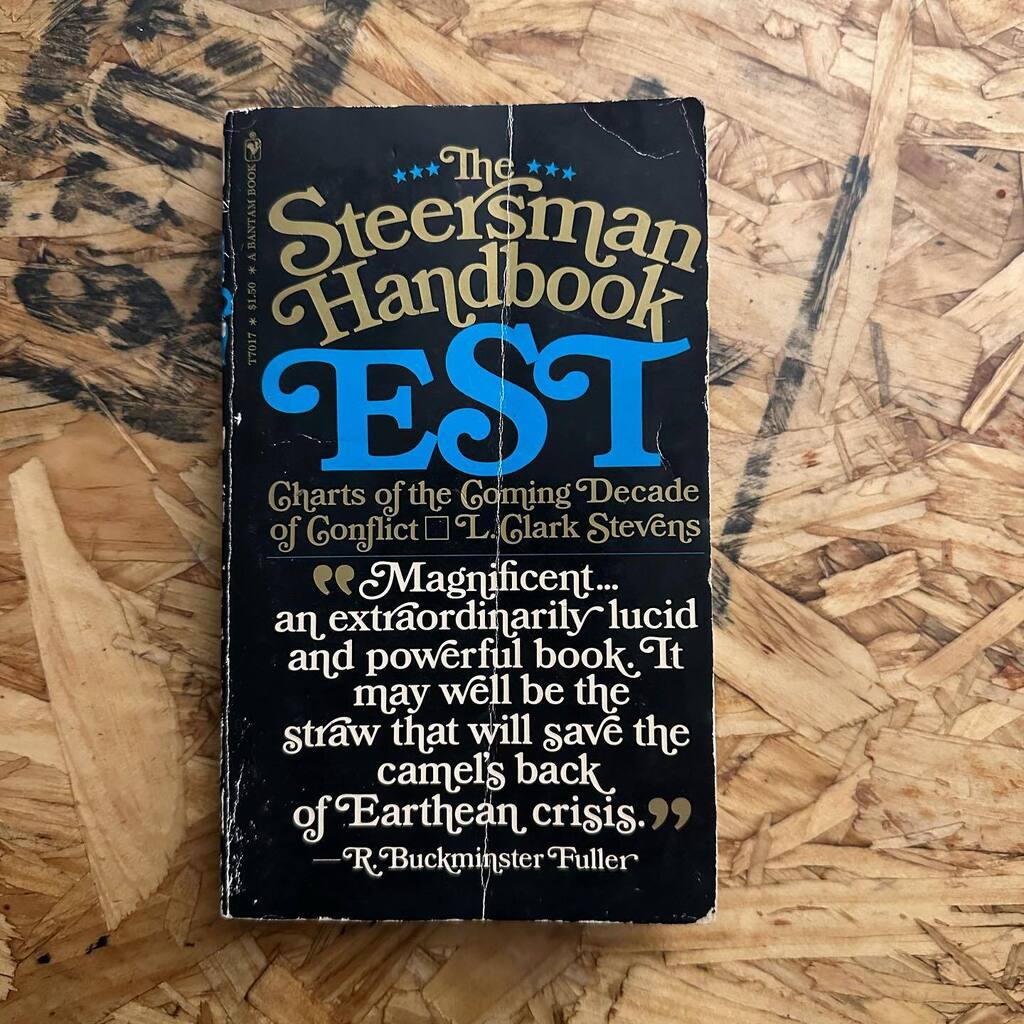 T7017 * $1.50 * A BANTAM BOOK
The
Steersman
Handbook
EST
Charts of the Coming Decade
of Conflict □ L. Clark Stevens
“Magnificent...
an extraordinarily lucid
and powerful book. It
may well be the
straw that will save the
camel's back
of Earthean crisis.”
—R. Buckminster Fuller